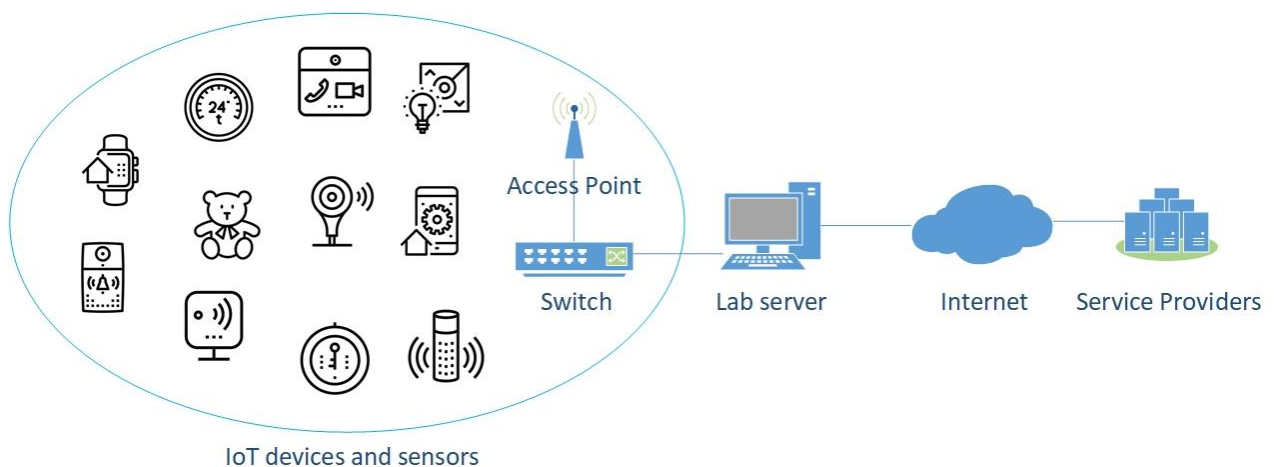 24°
t
Access Point
Switch
Lab server
Internet
Service Providers
IoT devices and sensors